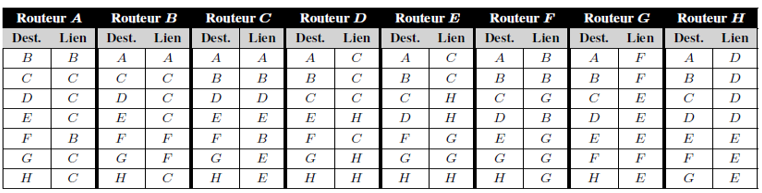 Routeur A Routeur B Routeur C Routeur D Routeur E Routeur F Routeur G Routeur H
Dest. Lien Dest. Lien Dest. Lien Dest. Lien Dest. Lien Dest. Lien Dest. Lien Dest. Lien
B B A A A A A C A C A B A F A D
C C C C B B B C B C B B B F B D
D C D C D D C C C H C G C E C D
E C E C E E E H D H D B D E D D
F B F F F B F C F G E G E E E E
G C G F G E G H G G G G F F F E
H C H C H E H H H H H G H E G E